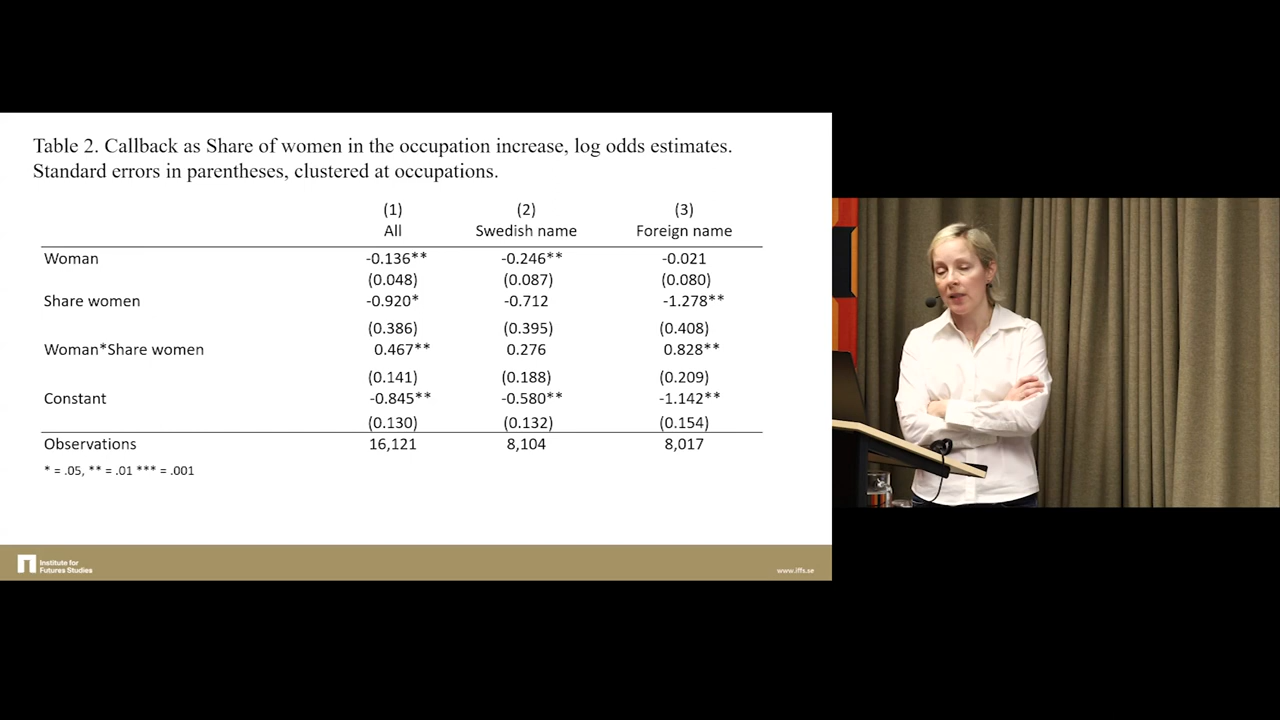 Table 2. Callback as Share of women in the occupation increase, log odds estimates.
Standard errors in parentheses, clustered at occupations.
(1) (2) (3)
All Swedish name Foreign name
Woman -0.136** -0.246** -0.021
(0.048) (0.087) (0.080)
Share women -0.920* -0.712 -1.278**
(0.386) (0.395) (0.408)
Woman*Share women 0.467** 0.276 0.828**
(0.141) (0.188) (0.209)
Constant -0.845** -0.580** -1.142**
(0.130) (0.132) (0.154)
Observations 16,121 8,104 8,017
* = .05, ** = .01 *** = .001
Institute for
Futures Studies
www.iffs.se